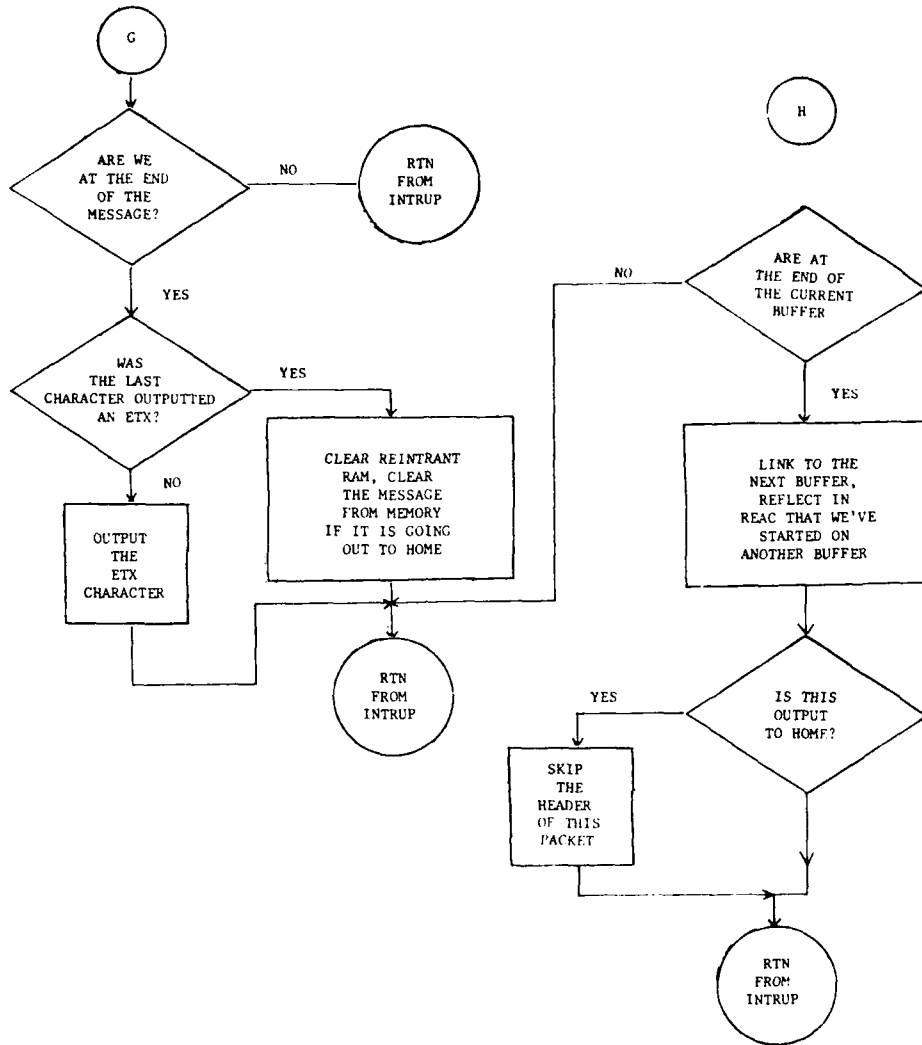 G
ARE WE
AT THE END
OF THE
MESSAGE?
NO
RTN
FROM
INTRUP
YES
WAS
THE LAST
CHARACTER OUTPUTTED
AN ETX?
YES
NO
OUTPUT
THE
ETX
CHARACTER
CLEAR REINTRANT
RAM, CLEAR
THE MESSAGE
FROM MEMORY
IF IT IS GOING
OUT TO HOME
RTN
FROM
INTRUP
H
ARE AT
THE END OF
THE CURRENT
BUFFER
NO
YES
LINK TO THE
NEXT BUFFER,
REFLECT IN
REAC THAT WE'VE
STARTED ON
ANOTHER BUFFER
IS THIS
OUTPUT
TO HOME?
YES
SKIP
THE
HEADER
OF THIS
PACKET
RTN
FROM
INTRUP